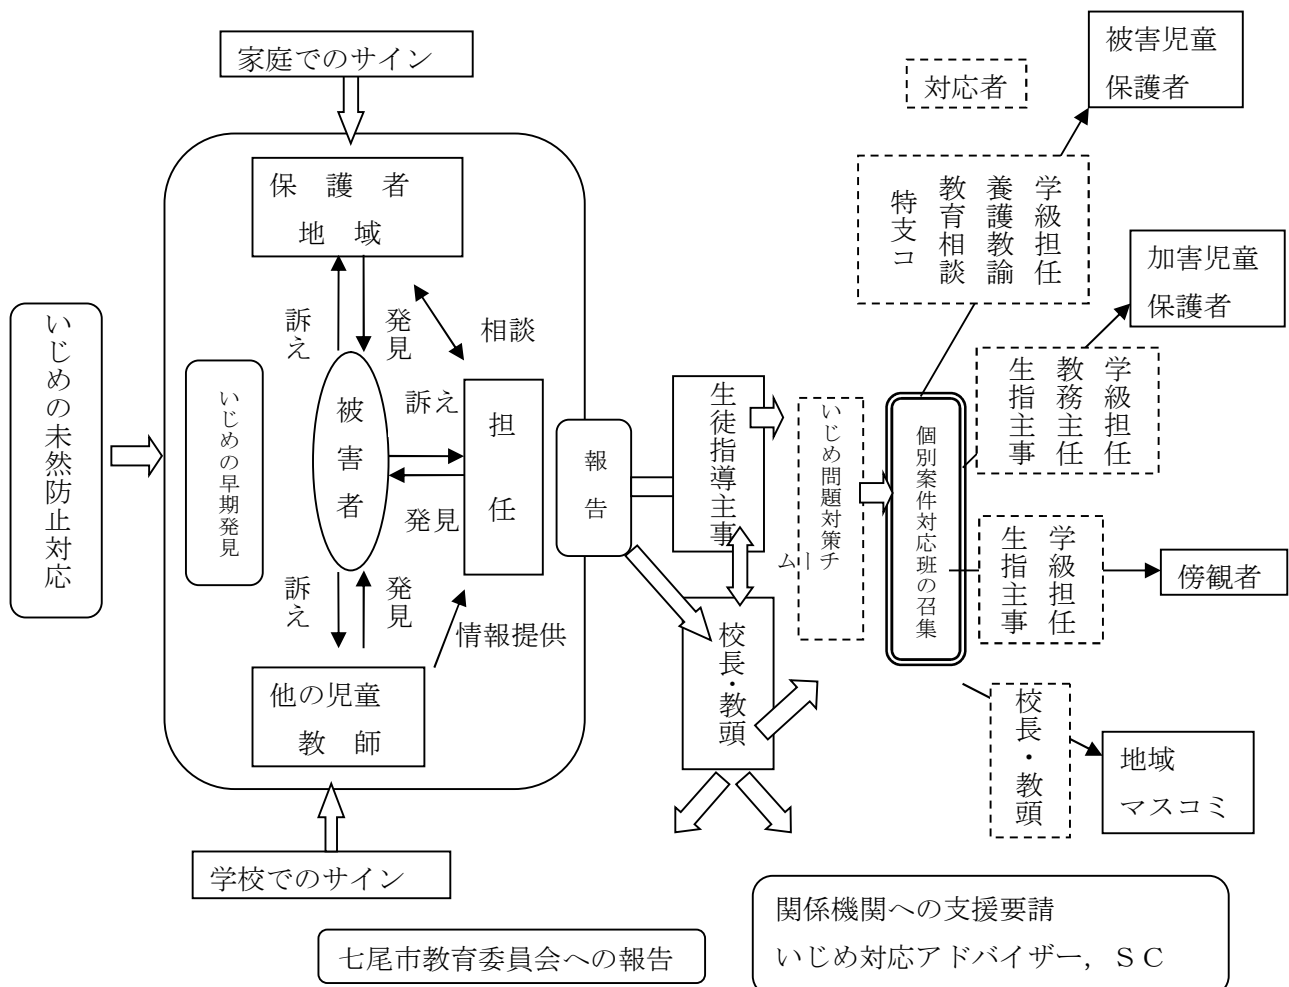 家庭でのサイン
保 護 者
地 域
訴え
発見
相談
いじめの未然防止対応
いじめの早期発見
被害者
訴え
発見
担任
訴え
発見
情報提供
他の児童
教 師
学校でのサイン
報告
生徒指導主事
校長・教頭
いじめ問題対策チ
ーム
個別案件対応班の召集
対応者
被害児童
保護者
学級担任
養護教諭
教育相談
特支コ
加害児童
保護者
学級担任
教務主任
生指主事
学級担任
生指主事
傍観者
校長・教頭
地域
マスコミ
七尾市教育委員会への報告
関係機関への支援要請
いじめ対応アドバイザー，ＳＣ